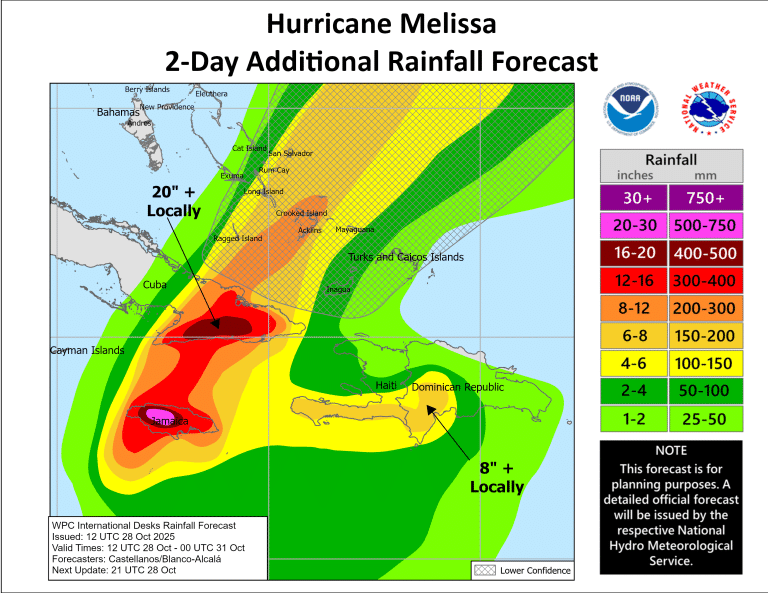 Hurricane Melissa
2-Day Additional Rainfall Forecast
Berry Islands
Eleuthera
New Providence
Bahamas
Andros
Cat Island
San Salvador
Exuma
Rum Cay
Long Island
20" +
Locally
Crooked Island
Acklins
Mayaguana
Ragged Island
Turks and Caicos Islands
Cuba
Inagua
Cayman Islands
Haiti
Dominican Republic
Jamaica
8" +
Locally
WPC International Desks Rainfall Forecast
Issued: 12 UTC 28 Oct 2025
Valid Times: 12 UTC 28 Oct - 00 UTC 31 Oct
Forecasters: Castellanos/Blanco-Alcalá
Next Update: 21 UTC 28 Oct
Lower Confidence
NOAA
NATIONAL WEATHER SERVICE
Rainfall
inches mm
30+ 750+
20-30 500-750
16-20 400-500
12-16 300-400
8-12 200-300
6-8 150-200
4-6 100-150
2-4 50-100
1-2 25-50
NOTE
This forecast is for
planning purposes. A
detailed official forecast
will be issued by the
respective National
Hydro Meteorological
Service.